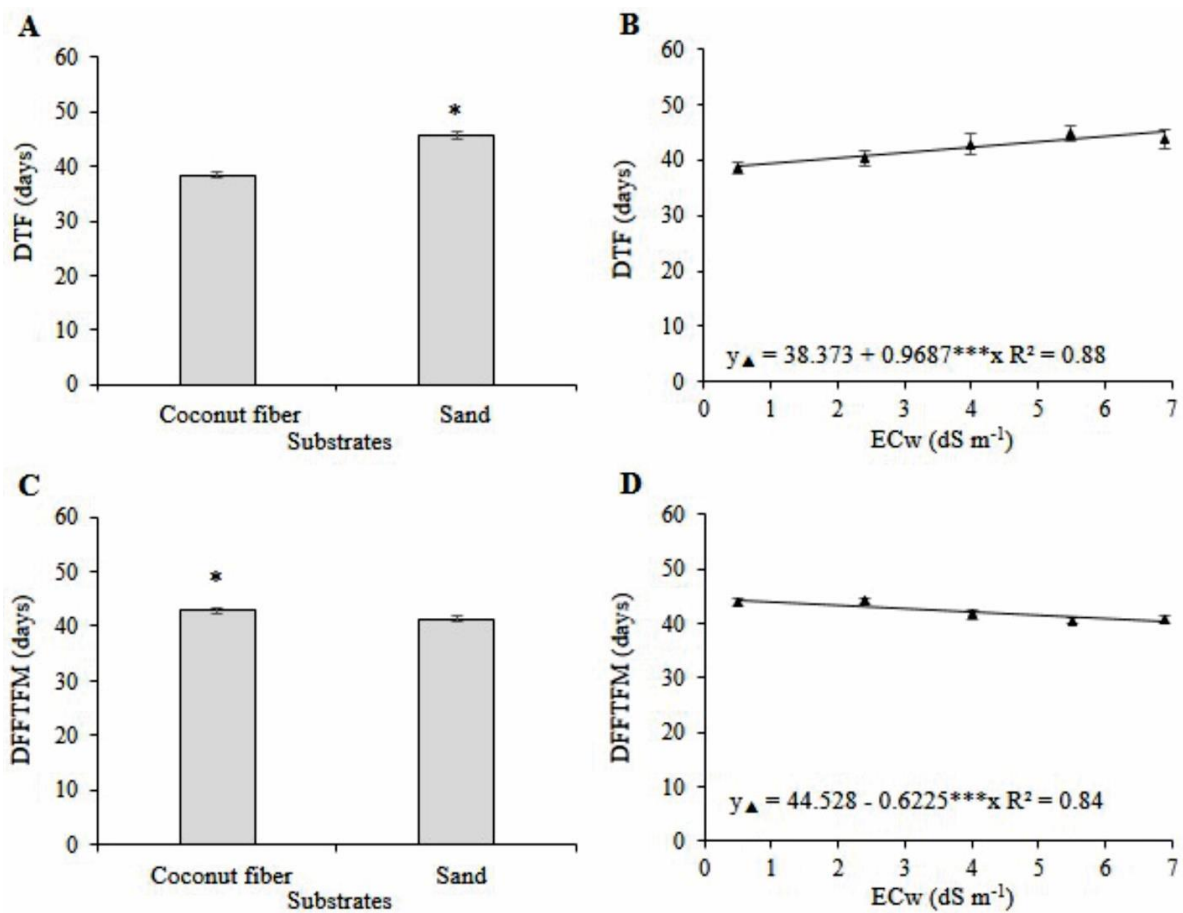 A
DTF (days)
60
50
40
30
20
10
0
*
Coconut fiber
Sand
Substrates
B
DTF (days)
60
50
40
30
20
10
0
y▲ = 38.373 + 0.9687***x R² = 0.88
0 1 2 3 4 5 6 7
ECw (dS m⁻¹)
C
DFFTFM (days)
60
50
40
30
20
10
0
*
Coconut fiber
Sand
Substrates
D
DFFTFM (days)
60
50
40
30
20
10
0
y▲ = 44.528 - 0.6225***x R² = 0.84
0 1 2 3 4 5 6 7
ECw (dS m⁻¹)